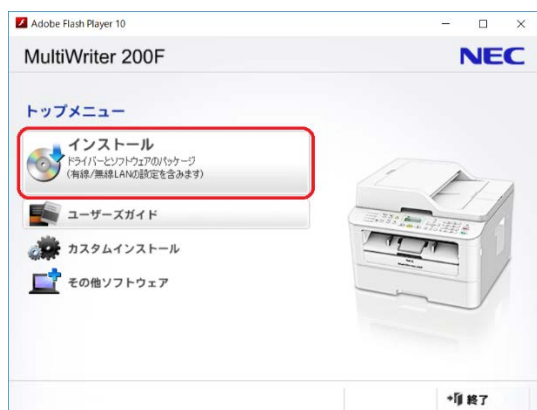 Adobe Flash Player 10
MultiWriter 200F
NEC
トップメニュー
インストール
ドライバーとソフトウェアのパッケージ
(有線/無線LANの設定を含みます)
ユーザーズガイド
カスタムインストール
その他ソフトウェア
終了